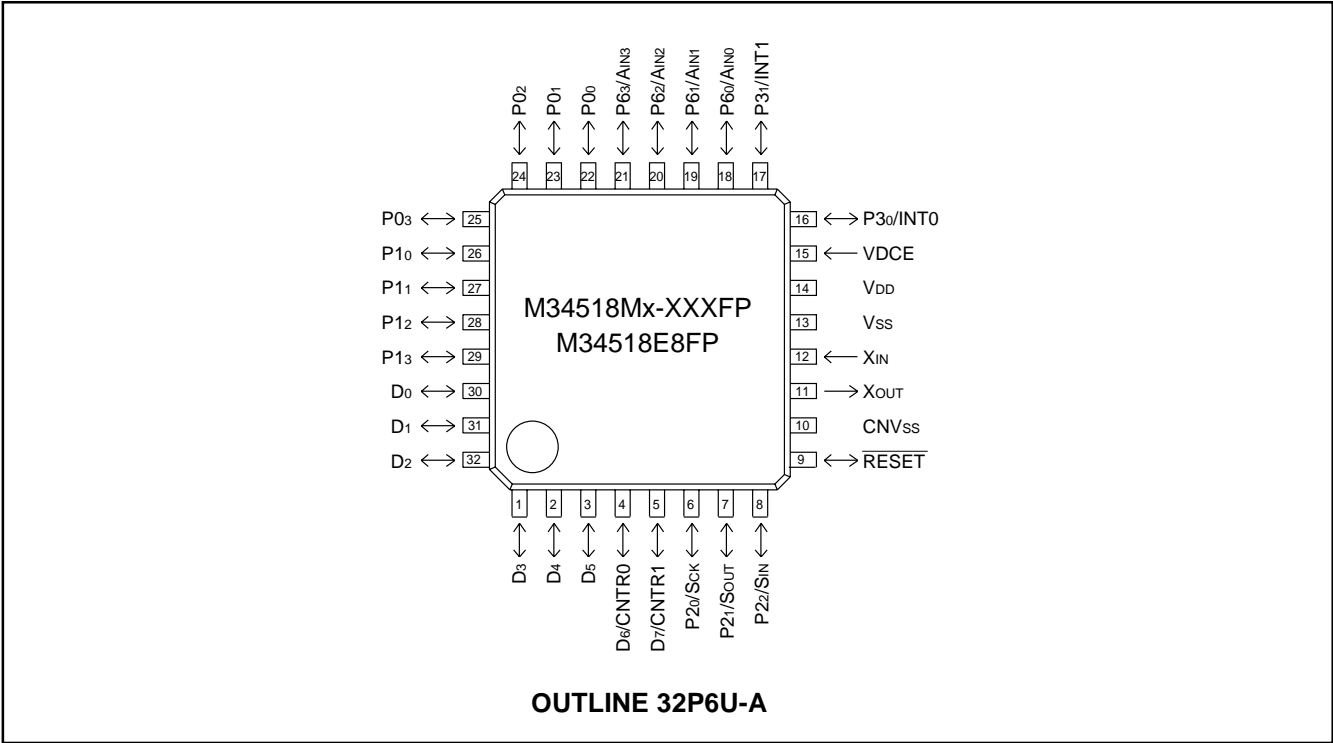 P02
P01
P00
P63/AIN3
P62/AIN2
P61/AIN1
P60/AIN0
P31/INT1
24
23
22
21
20
19
18
17
P03
25
P10
26
P11
27
P12
28
P13
29
D0
30
D1
31
D2
32
M34518Mx-XXXFP
M34518E8FP
16
P30/INT0
15
VDCE
14
VDD
13
VSS
12
XIN
11
XOUT
10
CNVSS
9
RESET
1
2
3
4
5
6
7
8
D3
D4
D5
D6/CNTR0
D7/CNTR1
P20/SCK
P21/SOUT
P22/SIN
OUTLINE 32P6U-A